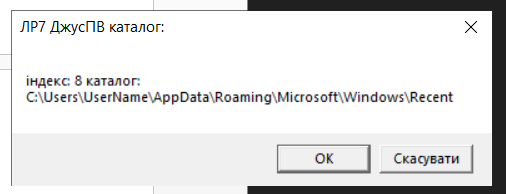 ЛР7 ДжусПВ каталог:
індекс: 8 каталог:
C:\Users\UserName\AppData\Roaming\Microsoft\Windows\Recent
OK
Скасувати